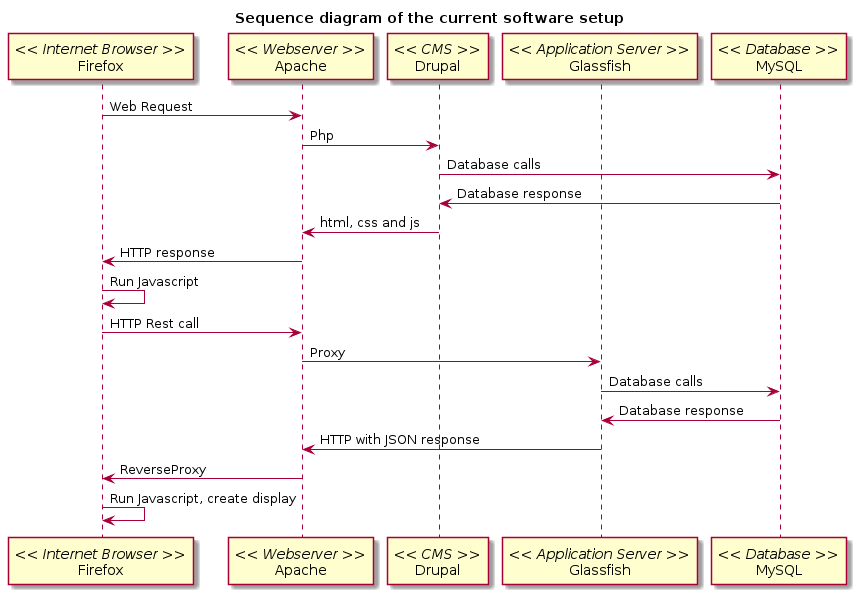 Sequence diagram of the current software setup
<< Internet Browser >>
Firefox
<< Webserver >>
Apache
<< CMS >>
Drupal
<< Application Server >>
Glassfish
<< Database >>
MySQL
Web Request
Php
Database calls
Database response
html, css and js
HTTP response
Run Javascript
HTTP Rest call
Proxy
Database calls
Database response
HTTP with JSON response
ReverseProxy
Run Javascript, create display
<< Internet Browser >>
Firefox
<< Webserver >>
Apache
<< CMS >>
Drupal
<< Application Server >>
Glassfish
<< Database >>
MySQL